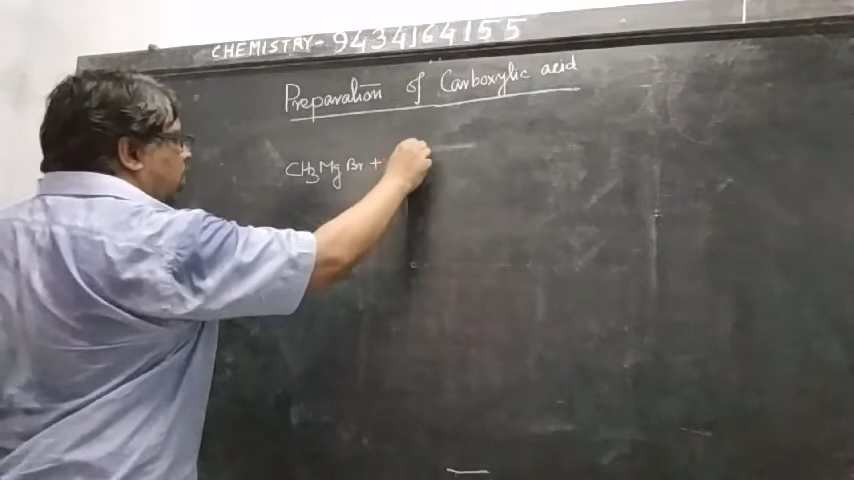 CHEMISTRY- 9434164155
Preparation of Carboxylic acid
CH3MgBr +